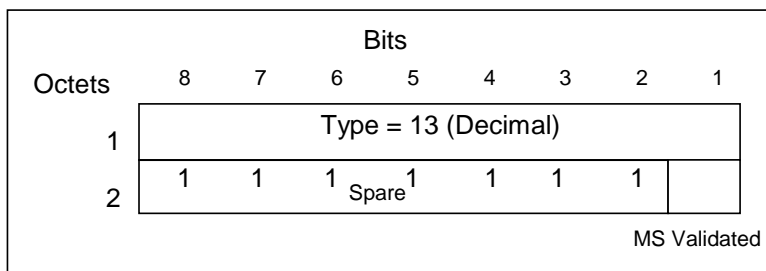 Bits
Octets 8 7 6 5 4 3 2 1
1 Type = 13 (Decimal)
2 1 1 1 1 1 1 1
Spare
MS Validated